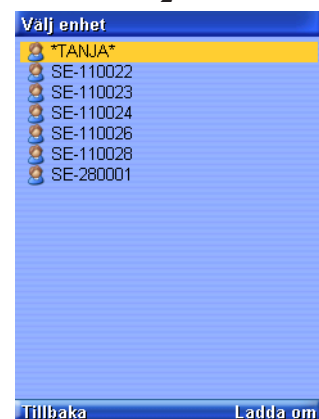 Välj enhet
*TANJA*
SE-110022
SE-110023
SE-110024
SE-110026
SE-110028
SE-280001
Tillbaka Ladda om